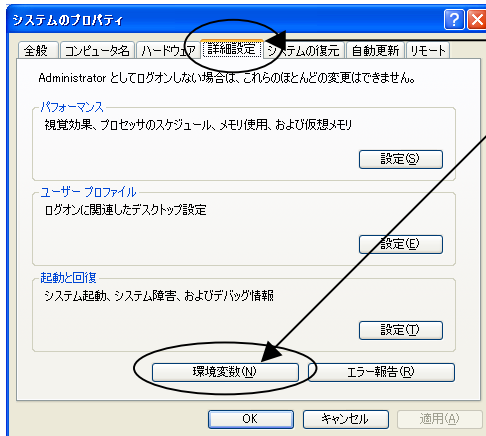 システムのプロパティ
全般 コンピュータ名 ハードウェア 詳細設定 システムの復元 自動更新 リモート
Administrator としてログオンしない場合は、これらのほとんどの変更はできません。
パフォーマンス
視覚効果、プロセッサのスケジュール、メモリ使用、および仮想メモリ
設定(S)
ユーザー プロファイル
ログオンに関連したデスクトップ設定
設定(E)
起動と回復
システム起動、システム障害、およびデバッグ情報
設定(T)
環境変数(N) エラー報告(R)
OK キャンセル 適用(A)